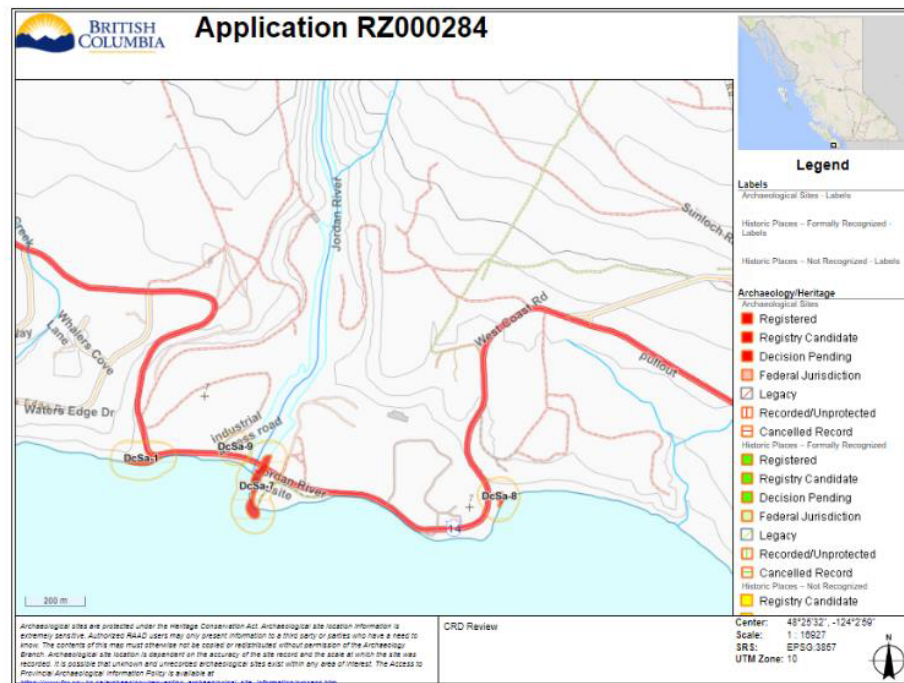 BRITISH
COLUMBIA
Application RZ000284
Jordan River
Sunloch
West Coast Rd
pullout
Creek
Whalers Cove
Lane
Waters Edge Dr
industrial
access road
DcSa-9
DcSa-1
Jordan River
DcSa-7
DcSa-8
14
200 m
Legend
Labels
Archaeological Sites - Labels
Historic Places - Formally Recognized -
Labels
Historic Places - Not Recognized - Labels
Archaeology/Heritage
Archaeological Sites
Registered
Registry Candidate
Decision Pending
Federal Jurisdiction
Legacy
Recorded/Unprotected
Cancelled Record
Historic Places - Formally Recognized
Registered
Registry Candidate
Decision Pending
Federal Jurisdiction
Legacy
Recorded/Unprotected
Cancelled Record
Historic Places - Not Recognized
Registry Candidate
Archaeological sites are protected under the Heritage Conservation Act. Archaeological site location information is
extremely sensitive. Authorized RAAD users may only present information to a third party or parties who have a need to
know. The contents of this map must otherwise not be copied or redistributed without permission of the Archaeology
Branch. Archaeological site location is dependent on the accuracy of the site record and the scale at which the site was
recorded. It is possible that unknown and unrecorded archaeological sites exist within any area of interest. The Access to
Provincial Archaeological Information Policy is available at
CRD Review
Center: 48°25'32", -124°2'59"
Scale: 1 : 16927
SRS: EPSG:3857
UTM Zone: 10
N